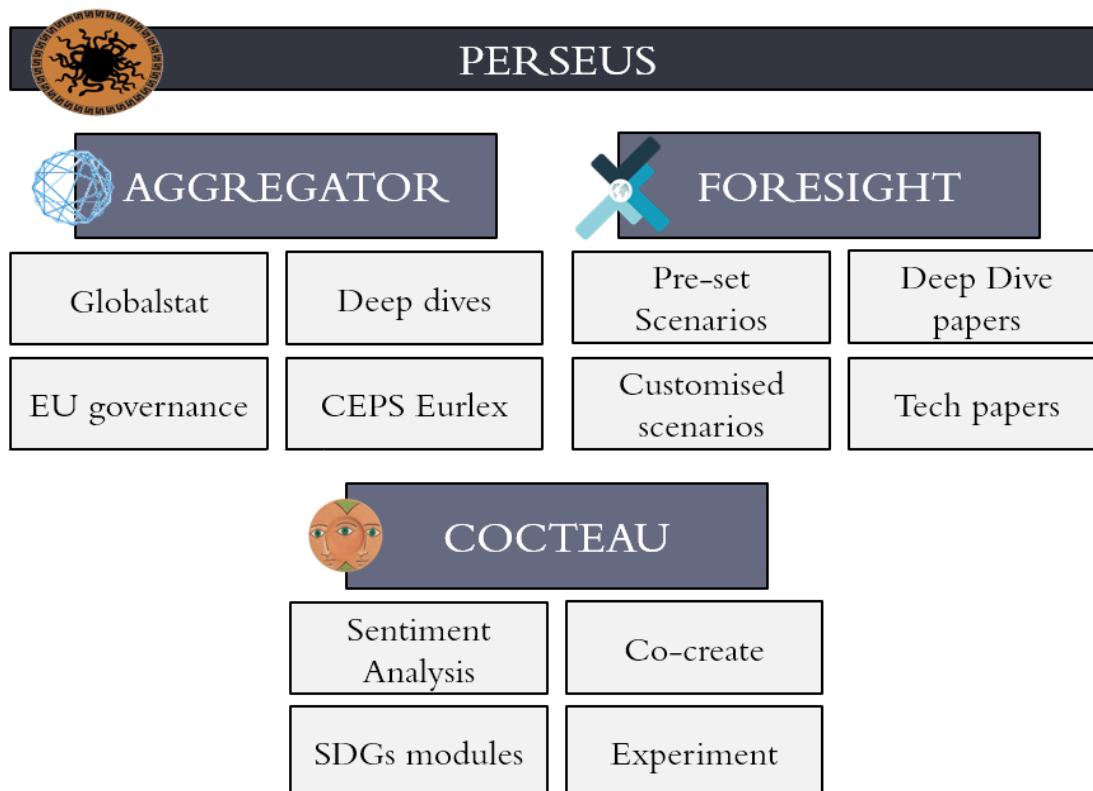 PERSEUS
AGGREGATOR
Globalstat
Deep dives
EU governance
CEPS Eurlex
FORESIGHT
Pre-set
Scenarios
Deep Dive
papers
Customised
scenarios
Tech papers
COCTEAU
Sentiment
Analysis
Co-create
SDGs modules
Experiment